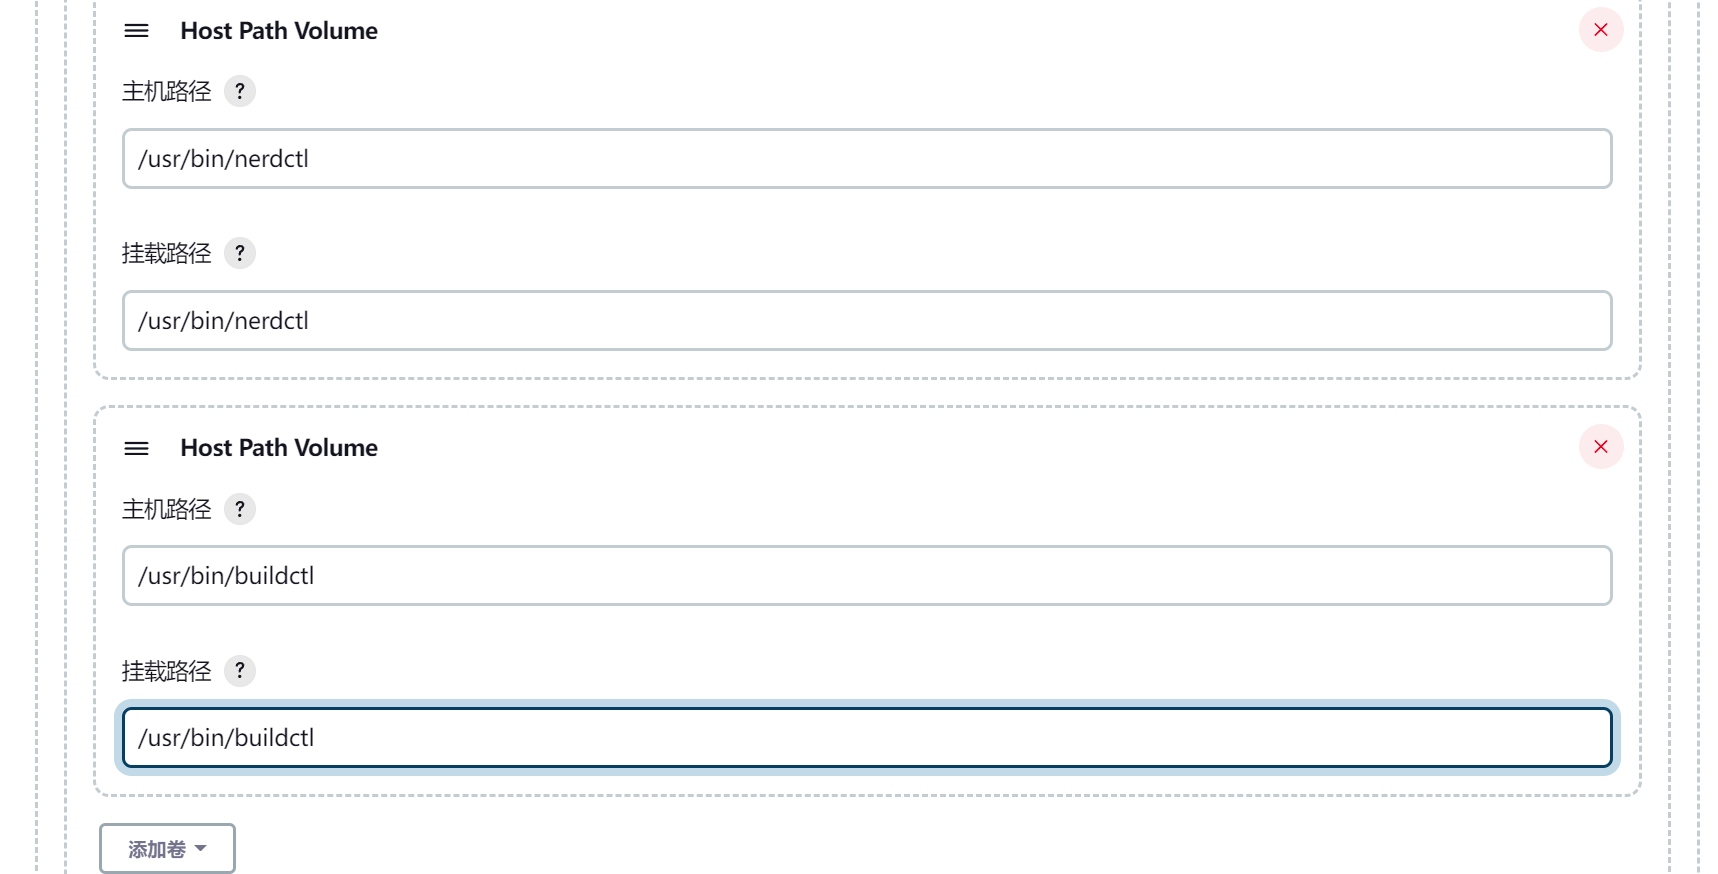 Host Path Volume
主机路径 ?
/usr/bin/nerdctl
挂载路径 ?
/usr/bin/nerdctl
Host Path Volume
主机路径 ?
/usr/bin/buildctl
挂载路径 ?
/usr/bin/buildctl
添加卷